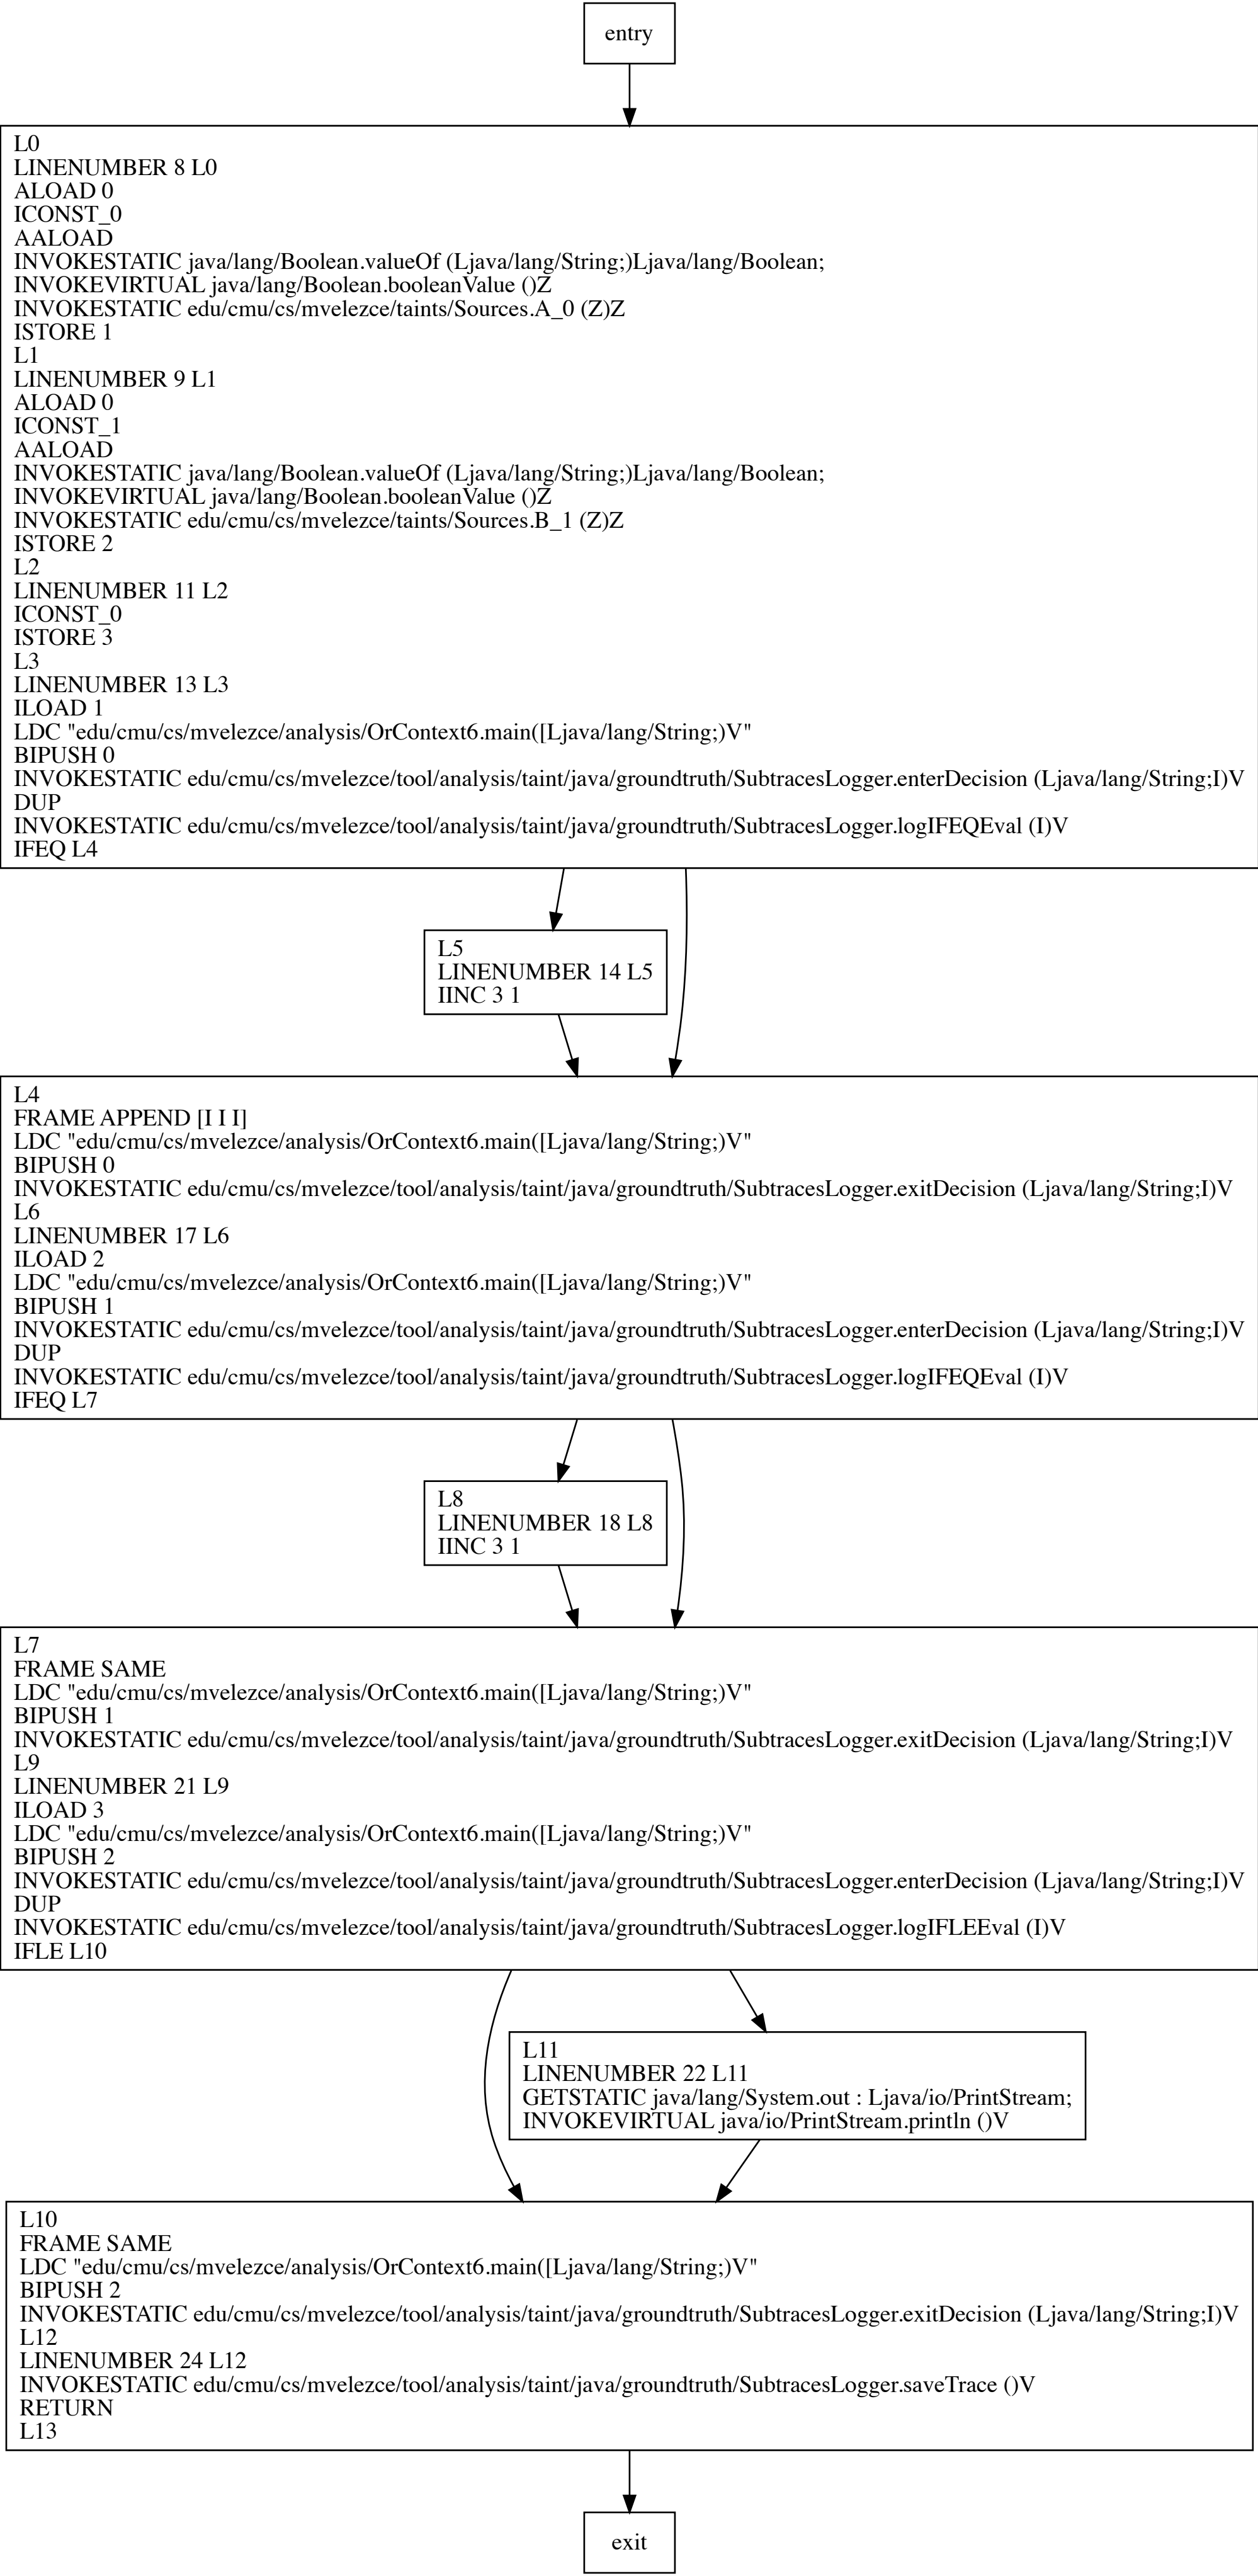 entry
L0
LINENUMBER 8 L0
ALOAD 0
ICONST_0
AALOAD
INVOKESTATIC java/lang/Boolean.valueOf (Ljava/lang/String;)Ljava/lang/Boolean;
INVOKEVIRTUAL java/lang/Boolean.booleanValue ()Z
INVOKESTATIC edu/cmu/cs/mvelezce/taints/Sources.A_0 (Z)Z
ISTORE 1
L1
LINENUMBER 9 L1
ALOAD 0
ICONST_1
AALOAD
INVOKESTATIC java/lang/Boolean.valueOf (Ljava/lang/String;)Ljava/lang/Boolean;
INVOKEVIRTUAL java/lang/Boolean.booleanValue ()Z
INVOKESTATIC edu/cmu/cs/mvelezce/taints/Sources.B_1 (Z)Z
ISTORE 2
L2
LINENUMBER 11 L2
ICONST_0
ISTORE 3
L3
LINENUMBER 13 L3
ILOAD 1
LDC "edu/cmu/cs/mvelezce/analysis/OrContext6.main([Ljava/lang/String;)V"
BIPUSH 0
INVOKESTATIC edu/cmu/cs/mvelezce/tool/analysis/taint/java/groundtruth/SubtracesLogger.enterDecision (Ljava/lang/String;I)V
DUP
INVOKESTATIC edu/cmu/cs/mvelezce/tool/analysis/taint/java/groundtruth/SubtracesLogger.logIFEQEval (I)V
IFEQ L4
L5
LINENUMBER 14 L5
IINC 3 1
L4
FRAME APPEND [I I I]
LDC "edu/cmu/cs/mvelezce/analysis/OrContext6.main([Ljava/lang/String;)V"
BIPUSH 0
INVOKESTATIC edu/cmu/cs/mvelezce/tool/analysis/taint/java/groundtruth/SubtracesLogger.exitDecision (Ljava/lang/String;I)V
L6
LINENUMBER 17 L6
ILOAD 2
LDC "edu/cmu/cs/mvelezce/analysis/OrContext6.main([Ljava/lang/String;)V"
BIPUSH 1
INVOKESTATIC edu/cmu/cs/mvelezce/tool/analysis/taint/java/groundtruth/SubtracesLogger.enterDecision (Ljava/lang/String;I)V
DUP
INVOKESTATIC edu/cmu/cs/mvelezce/tool/analysis/taint/java/groundtruth/SubtracesLogger.logIFEQEval (I)V
IFEQ L7
L8
LINENUMBER 18 L8
IINC 3 1
L7
FRAME SAME
LDC "edu/cmu/cs/mvelezce/analysis/OrContext6.main([Ljava/lang/String;)V"
BIPUSH 1
INVOKESTATIC edu/cmu/cs/mvelezce/tool/analysis/taint/java/groundtruth/SubtracesLogger.exitDecision (Ljava/lang/String;I)V
L9
LINENUMBER 21 L9
ILOAD 3
LDC "edu/cmu/cs/mvelezce/analysis/OrContext6.main([Ljava/lang/String;)V"
BIPUSH 2
INVOKESTATIC edu/cmu/cs/mvelezce/tool/analysis/taint/java/groundtruth/SubtracesLogger.enterDecision (Ljava/lang/String;I)V
DUP
INVOKESTATIC edu/cmu/cs/mvelezce/tool/analysis/taint/java/groundtruth/SubtracesLogger.logIFLEEval (I)V
IFLE L10
L11
LINENUMBER 22 L11
GETSTATIC java/lang/System.out : Ljava/io/PrintStream;
INVOKEVIRTUAL java/io/PrintStream.println ()V
L10
FRAME SAME
LDC "edu/cmu/cs/mvelezce/analysis/OrContext6.main([Ljava/lang/String;)V"
BIPUSH 2
INVOKESTATIC edu/cmu/cs/mvelezce/tool/analysis/taint/java/groundtruth/SubtracesLogger.exitDecision (Ljava/lang/String;I)V
L12
LINENUMBER 24 L12
INVOKESTATIC edu/cmu/cs/mvelezce/tool/analysis/taint/java/groundtruth/SubtracesLogger.saveTrace ()V
RETURN
L13
exit